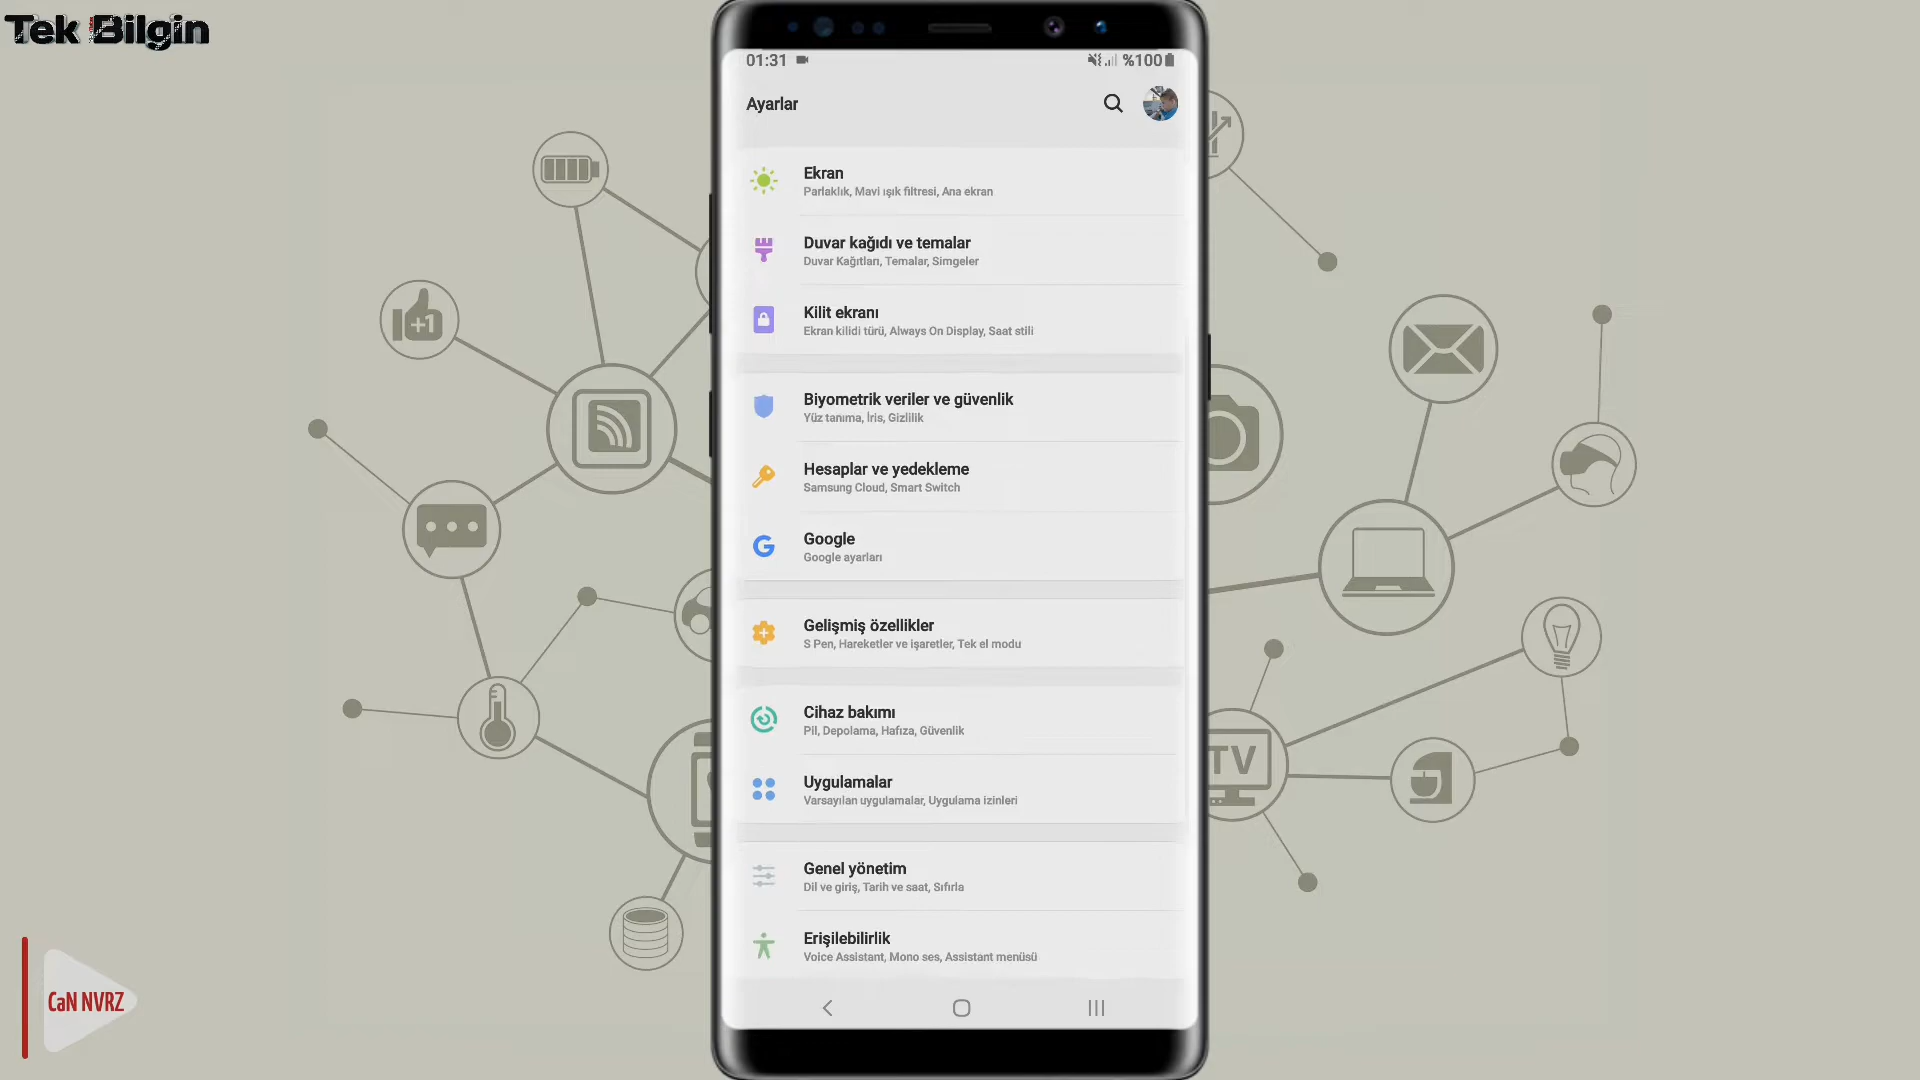 Tek Bilgin
01:31
%100
Ayarlar
Ekran
Parlaklık, Mavi ışık filtresi, Ana ekran
Duvar kağıdı ve temalar
Duvar Kağıtları, Temalar, Simgeler
Kilit ekranı
Ekran kilidi türü, Always On Display, Saat stili
Biyometrik veriler ve güvenlik
Yüz tanıma, İris, Gizlilik
Hesaplar ve yedekleme
Samsung Cloud, Smart Switch
Google
Google ayarları
Gelişmiş özellikler
S Pen, Hareketler ve işaretler, Tek el modu
Cihaz bakımı
Pil, Depolama, Hafıza, Güvenlik
Uygulamalar
Varsayılan uygulamalar, Uygulama izinleri
Genel yönetim
Dil ve giriş, Tarih ve saat, Sıfırla
Erişilebilirlik
Voice Assistant, Mono ses, Assistant menüsü
+1
TV
CaN NVRZ